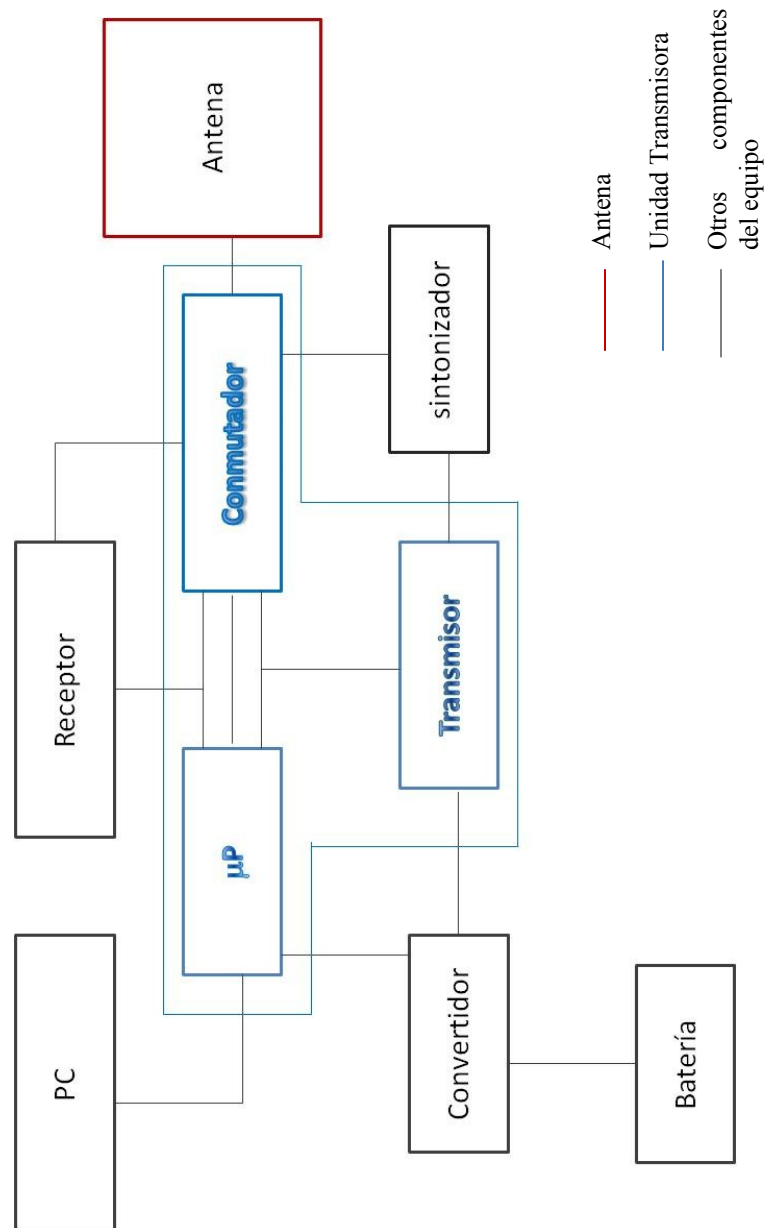 PC
Receptor
Antena
µP
Conmutador
Convertidor
Transmisor
sintonizador
Batería
Antena
Unidad Transmisora
Otros componentes
del equipo